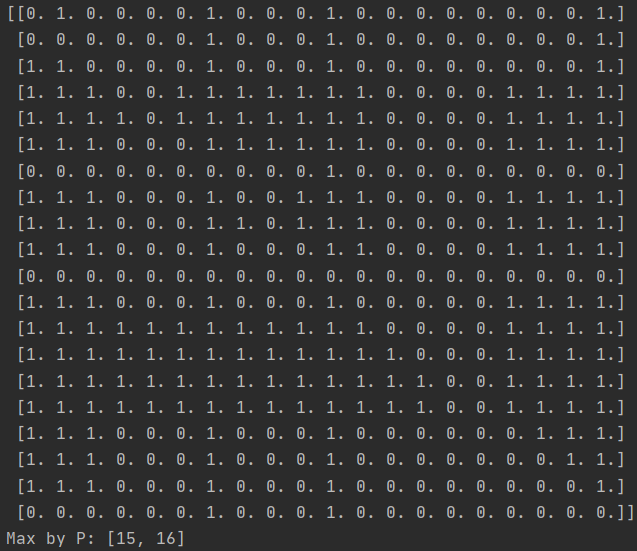 [[0. 1. 0. 0. 0. 0. 1. 0. 0. 0. 1. 0. 0. 0. 0. 0. 0. 0. 0. 1.]
[0. 0. 0. 0. 0. 0. 1. 0. 0. 0. 1. 0. 0. 0. 0. 0. 0. 0. 0. 1.]
[1. 1. 0. 0. 0. 0. 1. 0. 0. 0. 1. 0. 0. 0. 0. 0. 0. 0. 0. 1.]
[1. 1. 1. 0. 0. 1. 1. 1. 1. 1. 1. 1. 0. 0. 0. 0. 1. 1. 1. 1.]
[1. 1. 1. 1. 0. 1. 1. 1. 1. 1. 1. 1. 0. 0. 0. 0. 1. 1. 1. 1.]
[1. 1. 1. 0. 0. 0. 1. 1. 1. 1. 1. 1. 0. 0. 0. 0. 1. 1. 1. 1.]
[0. 0. 0. 0. 0. 0. 0. 0. 0. 0. 1. 0. 0. 0. 0. 0. 0. 0. 0. 0.]
[1. 1. 1. 0. 0. 0. 1. 1. 0. 1. 1. 1. 0. 0. 0. 0. 1. 1. 1. 1.]
[1. 1. 1. 0. 0. 0. 1. 1. 0. 1. 1. 1. 0. 0. 0. 0. 1. 1. 1. 1.]
[1. 1. 1. 0. 0. 0. 1. 0. 0. 0. 1. 1. 0. 0. 0. 0. 1. 1. 1. 1.]
[0. 0. 0. 0. 0. 0. 0. 0. 0. 0. 0. 0. 0. 0. 0. 0. 0. 0. 0. 0.]
[1. 1. 1. 0. 0. 0. 1. 0. 0. 0. 1. 0. 0. 0. 0. 0. 1. 1. 1. 1.]
[1. 1. 1. 1. 1. 1. 1. 1. 1. 1. 1. 1. 0. 0. 0. 0. 1. 1. 1. 1.]
[1. 1. 1. 1. 1. 1. 1. 1. 1. 1. 1. 1. 1. 0. 0. 0. 1. 1. 1. 1.]
[1. 1. 1. 1. 1. 1. 1. 1. 1. 1. 1. 1. 1. 1. 0. 0. 1. 1. 1. 1.]
[1. 1. 1. 1. 1. 1. 1. 1. 1. 1. 1. 1. 1. 1. 0. 0. 1. 1. 1. 1.]
[1. 1. 1. 0. 0. 0. 1. 0. 0. 0. 1. 0. 0. 0. 0. 0. 0. 1. 1. 1.]
[1. 1. 1. 0. 0. 0. 1. 0. 0. 0. 1. 0. 0. 0. 0. 0. 0. 0. 1. 1.]
[1. 1. 1. 0. 0. 0. 1. 0. 0. 0. 1. 0. 0. 0. 0. 0. 0. 0. 0. 1.]
[0. 0. 0. 0. 0. 0. 1. 0. 0. 0. 1. 0. 0. 0. 0. 0. 0. 0. 0. 0.]]
Max by P: [15, 16]